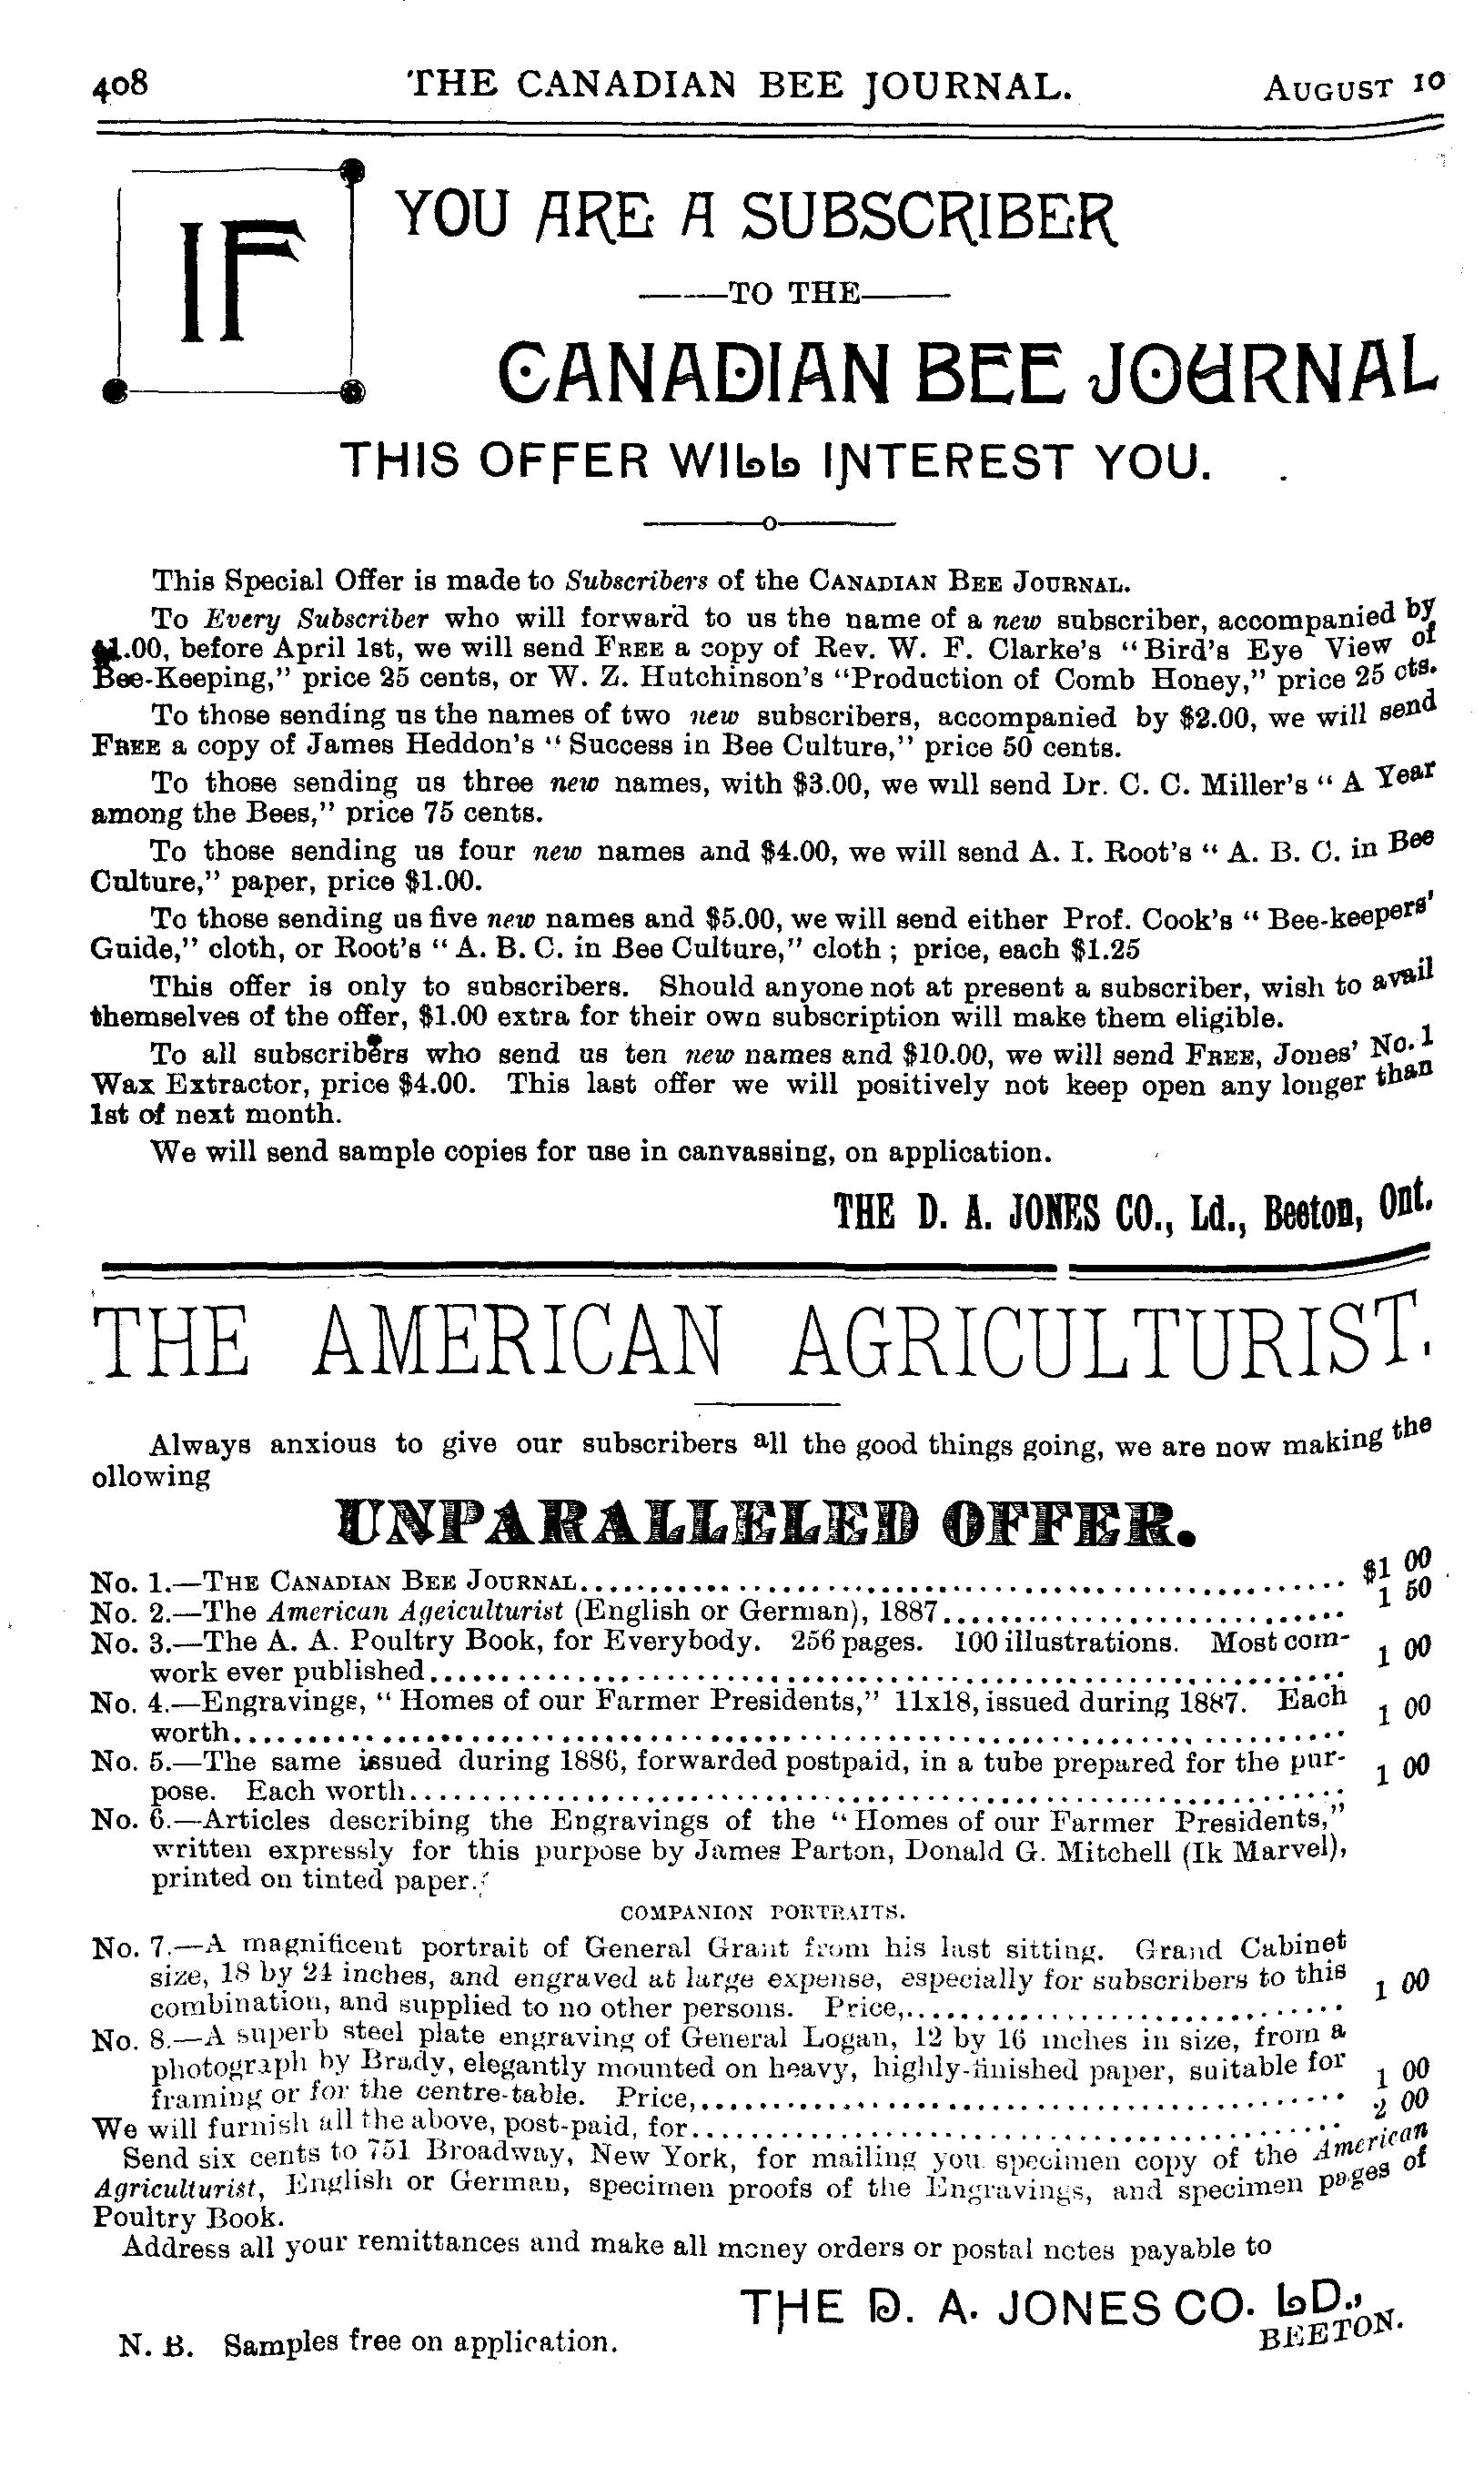 408 THE CANADIAN BEE JOURNAL. AUGUST 10
IF YOU ARE A SUBSCRIBER
——TO THE——
CANADIAN BEE JOURNAL
THIS OFFER WILL INTEREST YOU.
——o——
This Special Offer is made to Subscribers of the CANADIAN BEE JOURNAL.
To Every Subscriber who will forward to us the name of a new subscriber, accompanied by
$1.00, before April 1st, we will send FREE a copy of Rev. W. F. Clarke's "Bird's Eye View of
Bee-Keeping," price 25 cents, or W. Z. Hutchinson's "Production of Comb Honey," price 25 cts.
To those sending us the names of two new subscribers, accompanied by $2.00, we will send
FREE a copy of James Heddon's "Success in Bee Culture," price 50 cents.
To those sending us three new names, with $3.00, we will send Dr. C. C. Miller's "A Year
among the Bees," price 75 cents.
To those sending us four new names and $4.00, we will send A. I. Root's "A. B. C. in Bee
Culture," paper, price $1.00.
To those sending us five new names and $5.00, we will send either Prof. Cook's "Bee-keepers'
Guide," cloth, or Root's "A. B. C. in Bee Culture," cloth ; price, each $1.25
This offer is only to subscribers. Should anyone not at present a subscriber, wish to avail
themselves of the offer, $1.00 extra for their own subscription will make them eligible.
To all subscribers who send us ten new names and $10.00, we will send FREE, Jones' No. 1
Wax Extractor, price $4.00. This last offer we will positively not keep open any longer than
1st of next month.
We will send sample copies for use in canvassing, on application.
THE D. A. JONES CO., Ld., Beeton, Ont.
THE AMERICAN AGRICULTURIST.
Always anxious to give our subscribers all the good things going, we are now making the
ollowing
UNPARALLELED OFFER.
No. 1.—THE CANADIAN BEE JOURNAL.......... $1 00
No. 2.—The American Ageiculturist (English or German), 1887.......... 1 50
No. 3.—The A. A. Poultry Book, for Everybody. 256 pages. 100 illustrations. Most com-
work ever published.......... 1 00
No. 4.—Engravings, "Homes of our Farmer Presidents," 11x18, issued during 1887. Each
worth.......... 1 00
No. 5.—The same issued during 1886, forwarded postpaid, in a tube prepared for the pur-
pose. Each worth.......... 1 00
No. 6.—Articles describing the Engravings of the "Homes of our Farmer Presidents,"
written expressly for this purpose by James Parton, Donald G. Mitchell (Ik Marvel),
printed on tinted paper.
COMPANION PORTRAITS.
No. 7.—A magnificent portrait of General Grant from his last sitting. Grand Cabinet
size, 18 by 24 inches, and engraved at large expense, especially for subscribers to this
combination, and supplied to no other persons. Price,.......... 1 00
No. 8.—A superb steel plate engraving of General Logan, 12 by 16 inches in size, from a
photograph by Brady, elegantly mounted on heavy, highly-finished paper, suitable for
framing or for the centre-table. Price,.......... 1 00
We will furnish all the above, post-paid, for.......... 2 00
Send six cents to 751 Broadway, New York, for mailing you specimen copy of the American
Agriculturist, English or German, specimen proofs of the Engravings, and specimen pages of
Poultry Book.
Address all your remittances and make all money orders or postal notes payable to
THE D. A. JONES CO. LD.,
BEETON.
N. B. Samples free on application.